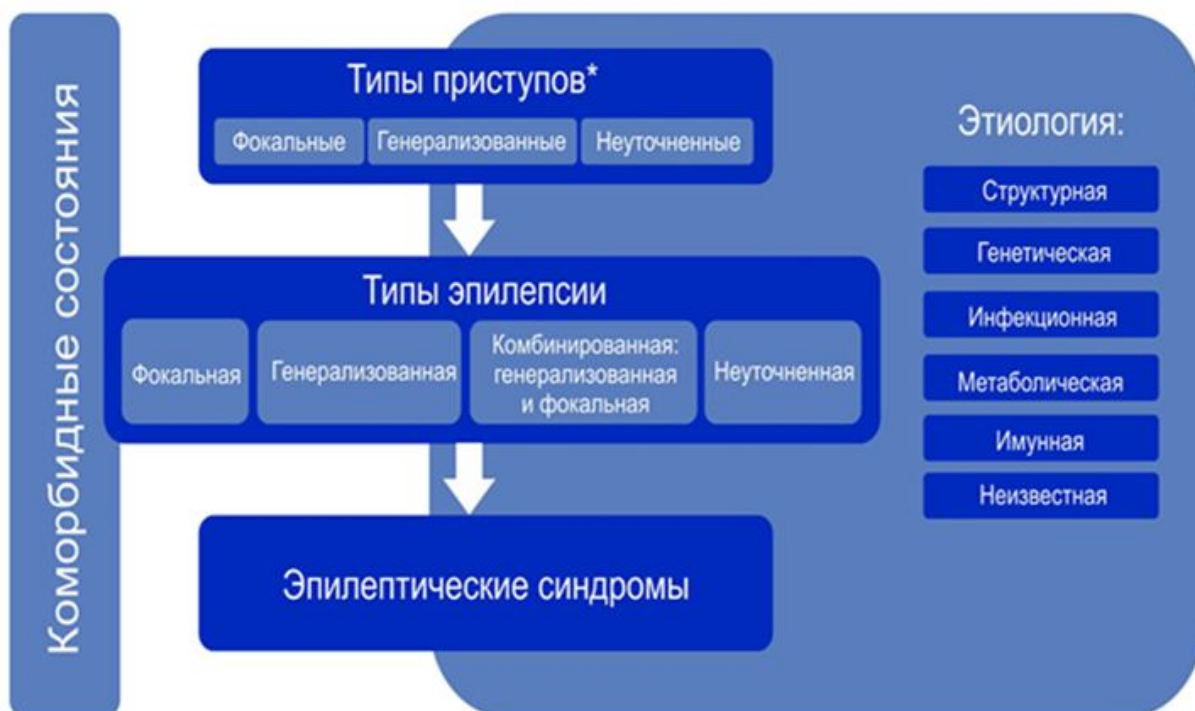 Коморбидные состояния
Типы приступов*
Фокальные
Генерализованные
Неуточненные
Типы эпилепсии
Фокальная
Генерализованная
Комбинированная:
генерализованная
и фокальная
Неуточненная
Эпилептические синдромы
Этиология:
Структурная
Генетическая
Инфекционная
Метаболическая
Имунная
Неизвестная